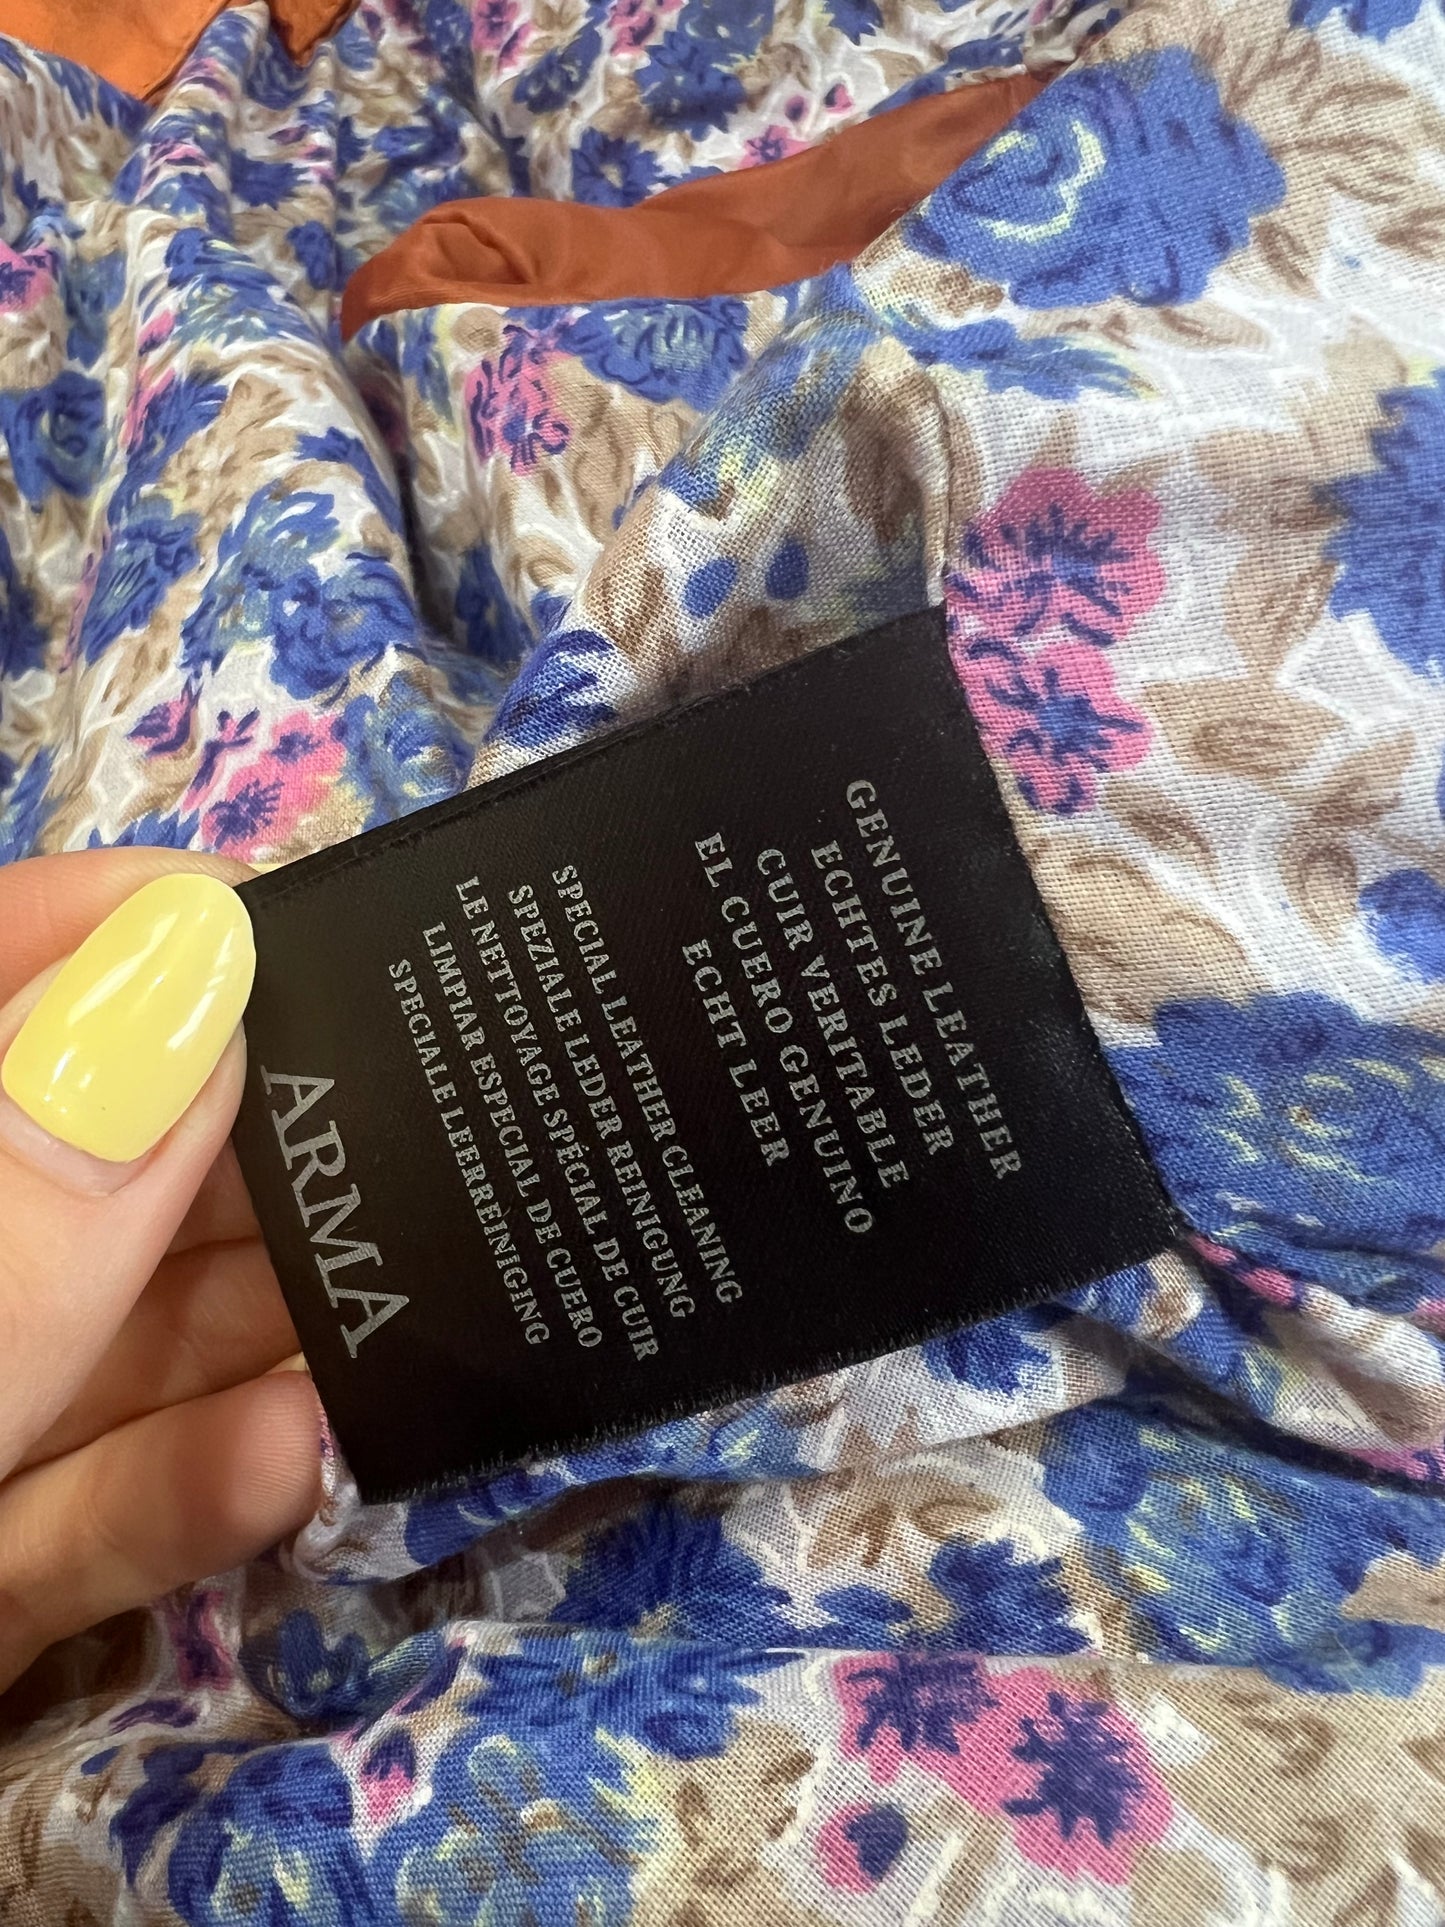 GENUINE LEATHER
ECHTES LEDER
CUIR VERITABLE
EL CUERO GENUINO
ECHT LEER
SPECIAL LEATHER CLEANING
SPEZIALE LEDER REINIGUNG
LE NETTOYAGE SPÉCIAL DE CUIR
LIMPIAR ESPECIAL DE CUERO
SPECIALE LEERREINIGING
ARMA